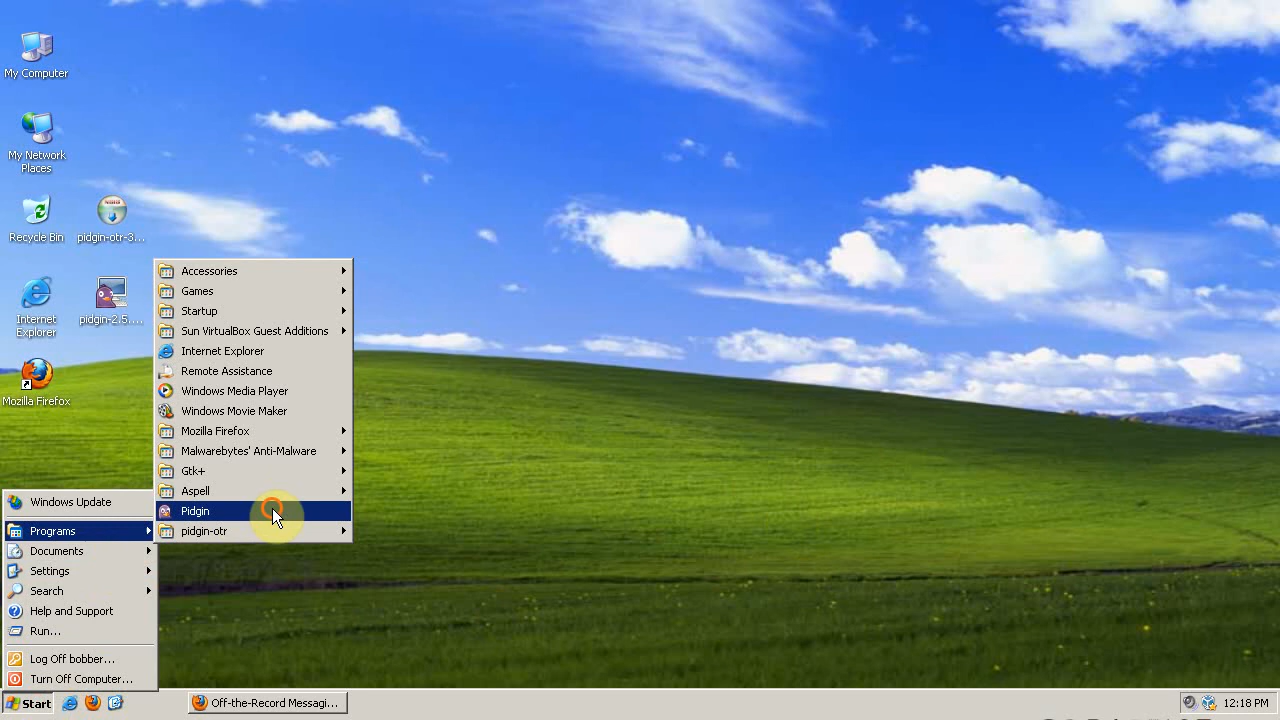 My Computer
My Network
Places
Recycle Bin
pidgin-otr-3...
Internet
Explorer
pidgin-2.5....
Mozilla Firefox
Accessories
Games
Startup
Sun VirtualBox Guest Additions
Internet Explorer
Remote Assistance
Windows Media Player
Windows Movie Maker
Mozilla Firefox
Malwarebytes' Anti-Malware
Gtk+
Aspell
Pidgin
pidgin-otr
Windows Update
Programs
Documents
Settings
Search
Help and Support
Run...
Log Off bobber...
Turn Off Computer...
Start
Off-the-Record Messagi...
12:18 PM